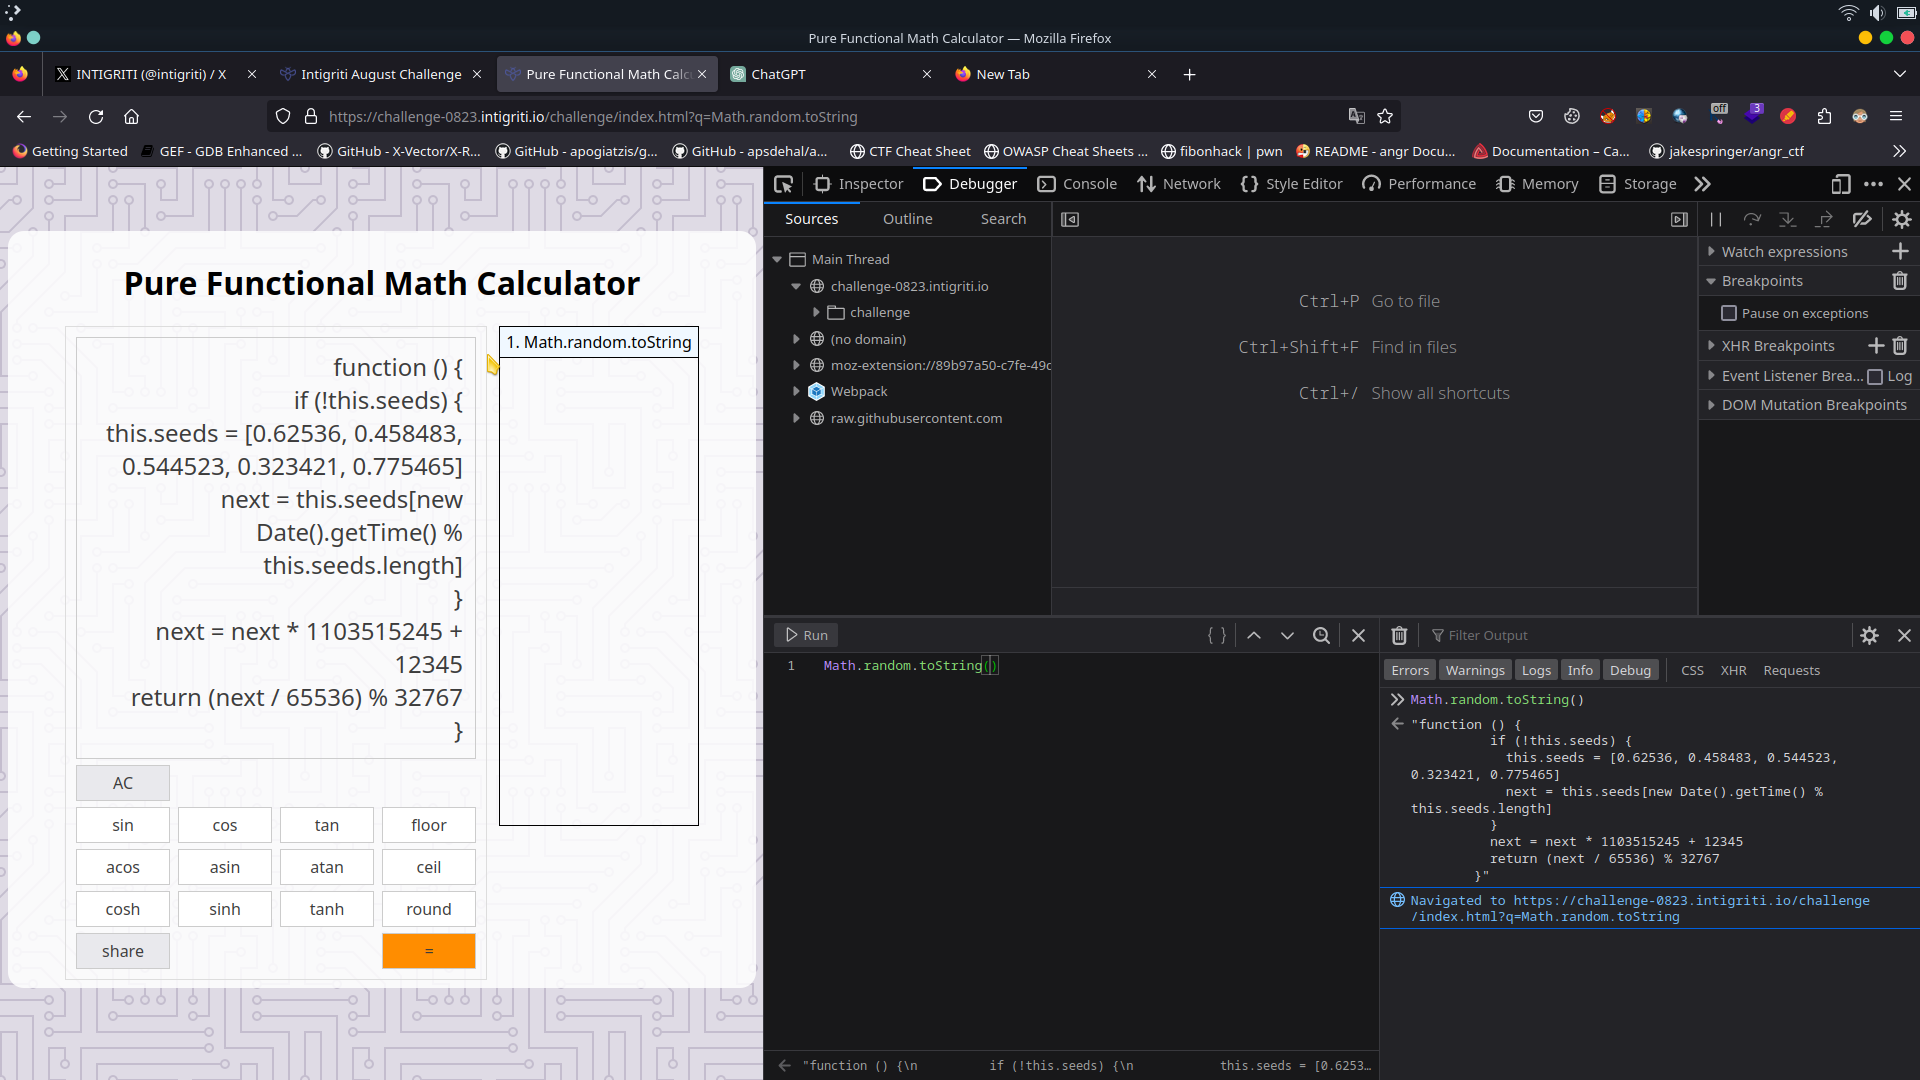 Pure Functional Math Calculator — Mozilla Firefox
INTIGRITI (@intigriti) / X
Intigriti August Challenge
Pure Functional Math Calc
ChatGPT
New Tab
https://challenge-0823.intigriti.io/challenge/index.html?q=Math.random.toString
off
3
Getting Started
GEF - GDB Enhanced ...
GitHub - X-Vector/X-R...
GitHub - apogiatzis/g...
GitHub - apsdehal/a...
CTF Cheat Sheet
OWASP Cheat Sheets ...
fibonhack | pwn
README - angr Docu...
Documentation – Ca...
jakespringer/angr_ctf
Pure Functional Math Calculator
function () {
if (!this.seeds) {
this.seeds = [0.62536, 0.458483,
0.544523, 0.323421, 0.775465]
next = this.seeds[new
Date().getTime() %
this.seeds.length]
}
next = next * 1103515245 +
12345
return (next / 65536) % 32767
}
1. Math.random.toString
AC
sin cos tan floor
acos asin atan ceil
cosh sinh tanh round
share =
Inspector
Debugger
Console
Network
Style Editor
Performance
Memory
Storage
Sources
Outline
Search
Main Thread
challenge-0823.intigriti.io
challenge
(no domain)
moz-extension://89b97a50-c7fe-49c
Webpack
raw.githubusercontent.com
Ctrl+P Go to file
Ctrl+Shift+F Find in files
Ctrl+/ Show all shortcuts
Watch expressions
Breakpoints
Pause on exceptions
XHR Breakpoints
Event Listener Brea... Log
DOM Mutation Breakpoints
Run
{ }
1 Math.random.toString()
"function () {\n if (!this.seeds) {\n this.seeds = [0.6253...
Filter Output
Errors
Warnings
Logs
Info
Debug
CSS
XHR
Requests
Math.random.toString()
"function () {
if (!this.seeds) {
this.seeds = [0.62536, 0.458483, 0.544523,
0.323421, 0.775465]
next = this.seeds[new Date().getTime() %
this.seeds.length]
}
next = next * 1103515245 + 12345
return (next / 65536) % 32767
}"
Navigated to https://challenge-0823.intigriti.io/challenge
/index.html?q=Math.random.toString